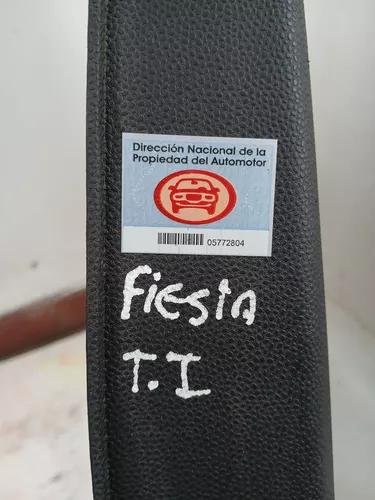 Dirección Nacional de la
Propiedad del Automotor
05772804
Fiesta
T.I